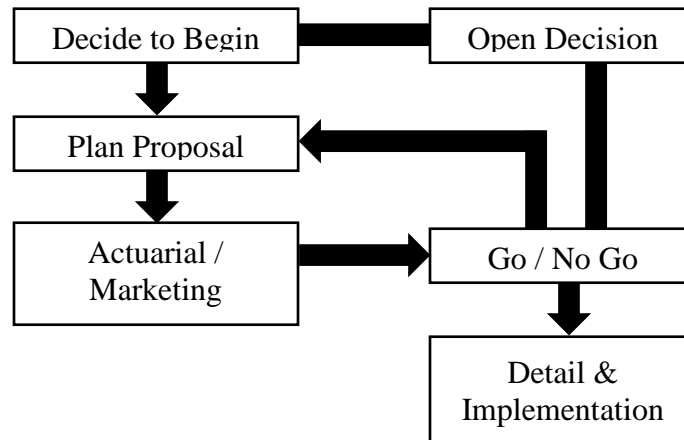 Decide to Begin
Open Decision
Plan Proposal
Actuarial /
Marketing
Go / No Go
Detail &
Implementation